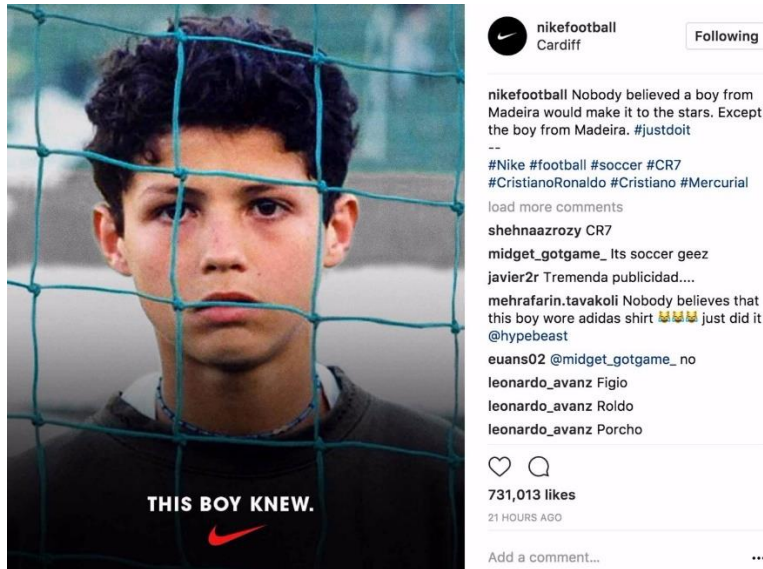 THIS BOY KNEW.
nikefootball
Cardiff
Following
nikefootball Nobody believed a boy from
Madeira would make it to the stars. Except
the boy from Madeira. #justdoit
--
#Nike #football #soccer #CR7
#CristianoRonaldo #Cristiano #Mercurial
load more comments
shehnaazrozy CR7
midget_gotgame_ Its soccer geez
javier2r Tremenda publicidad....
mehrafarin.tavakoli Nobody believes that
this boy wore adidas shirt 😹😹😹 just did it
@hypebeast
euans02 @midget_gotgame_ no
leonardo_avanz Figio
leonardo_avanz Roldo
leonardo_avanz Porcho
731,013 likes
21 HOURS AGO
Add a comment...